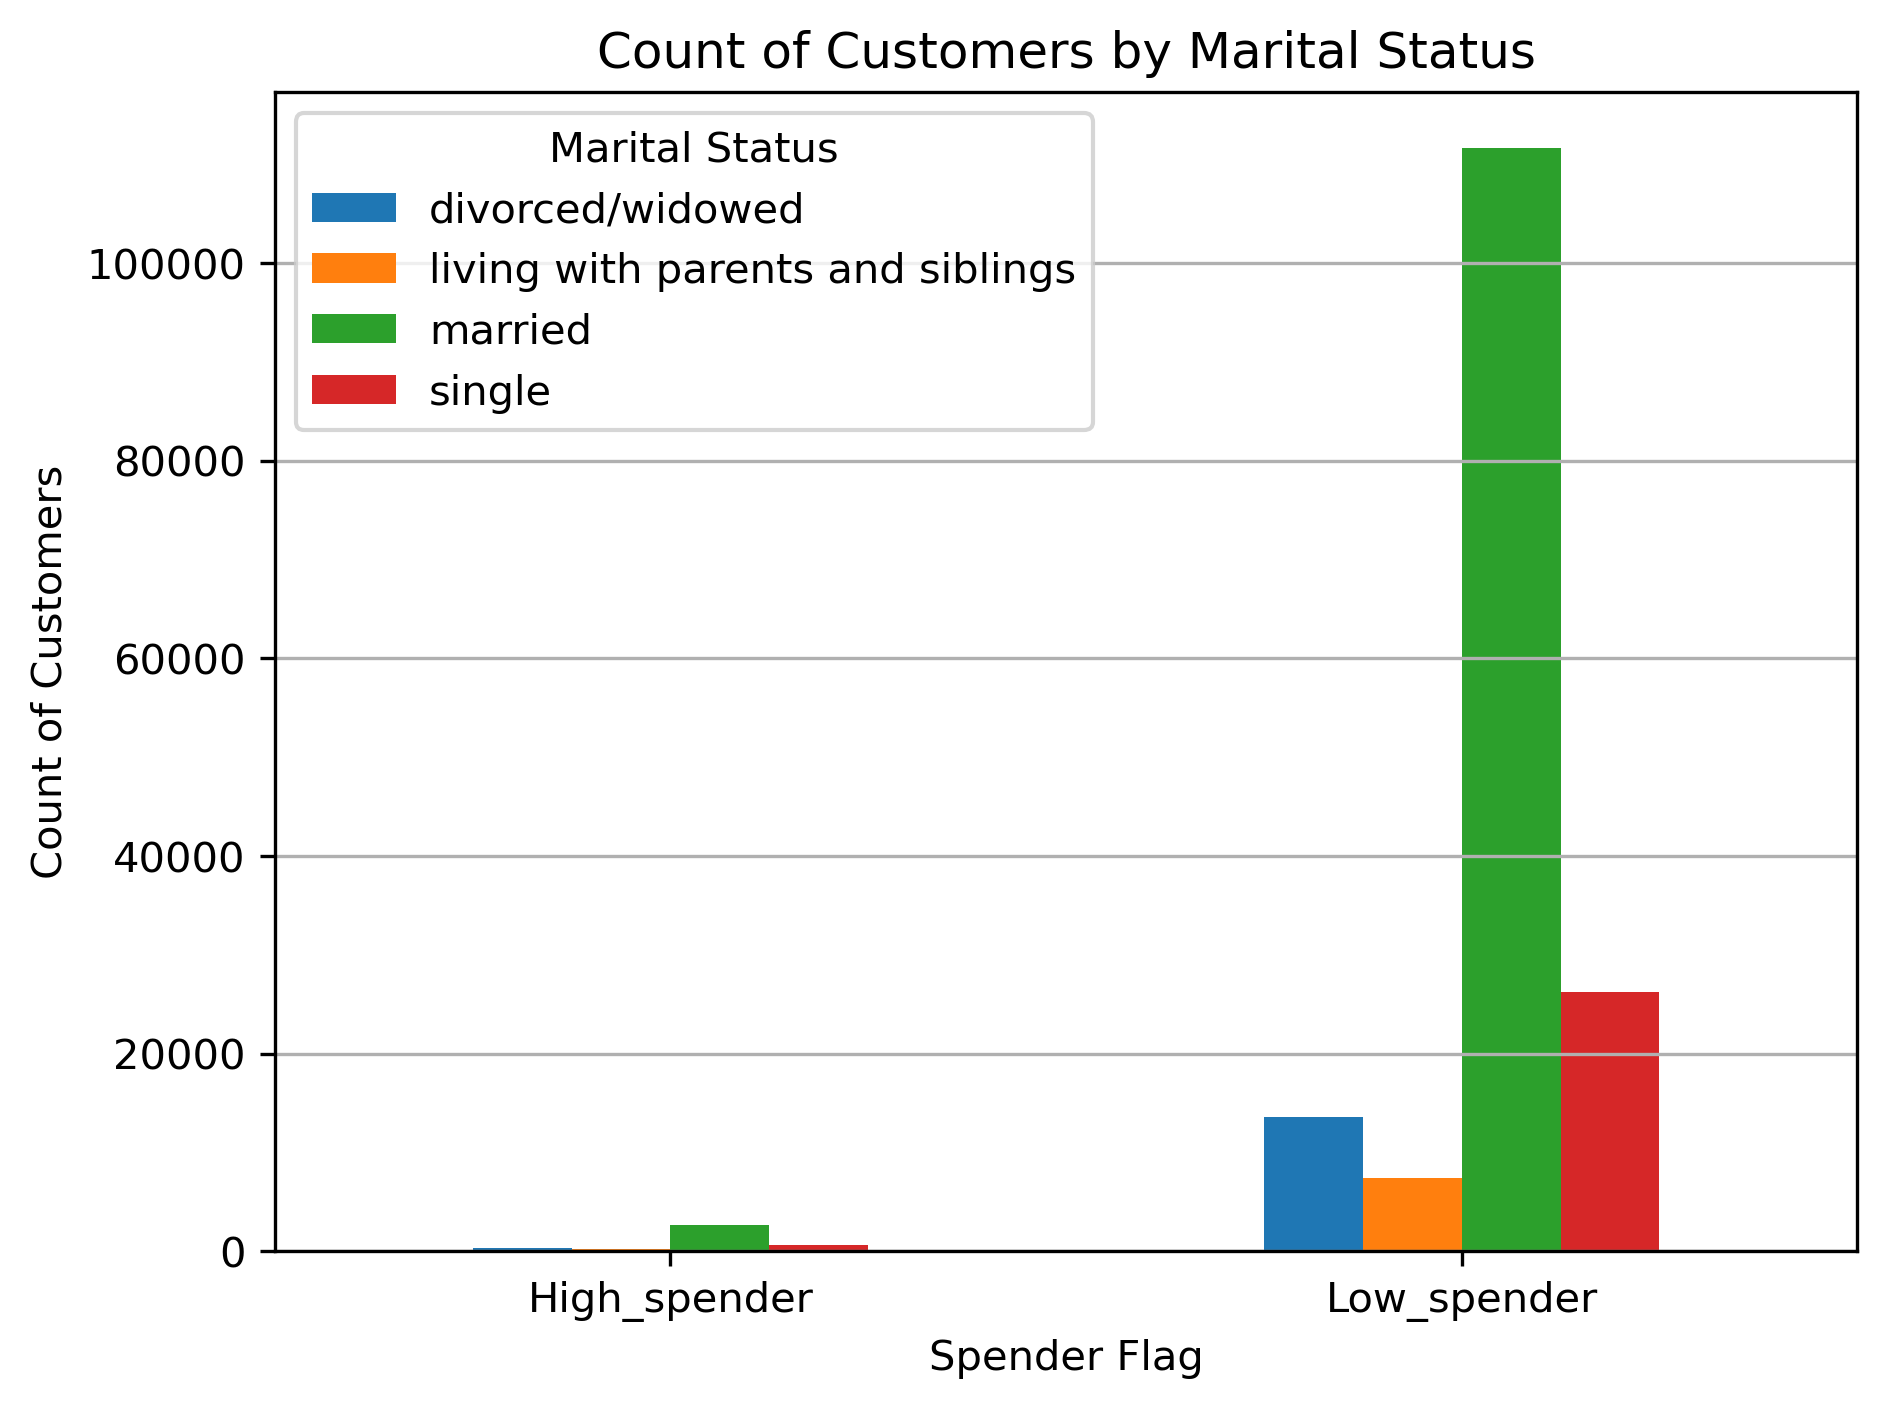 Count of Customers by Marital Status
Marital Status
divorced/widowed
living with parents and siblings
married
single
Count of Customers
100000
80000
60000
40000
20000
0
High_spender
Low_spender
Spender Flag